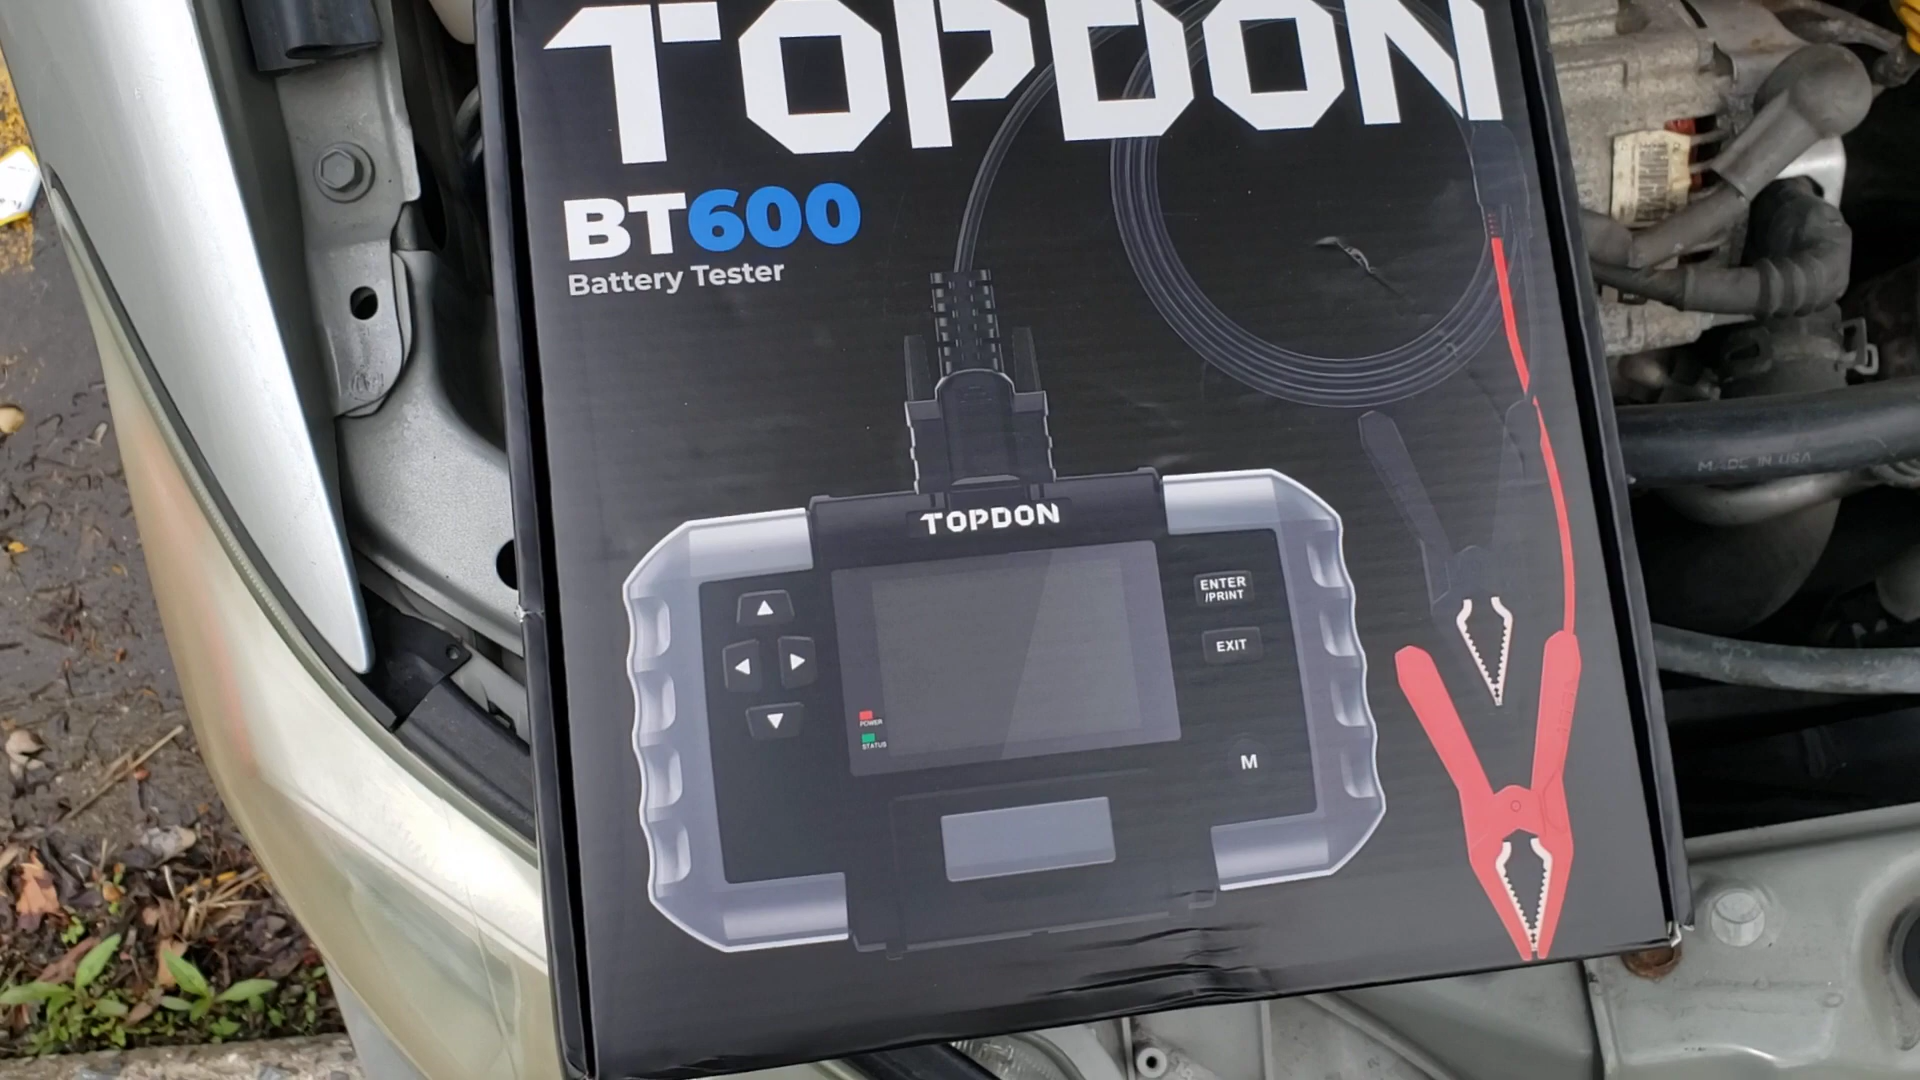 TOPDON
BT600
Battery Tester
TOPDON
ENTER
/PRINT
EXIT
POWER
STATUS
M
MADE IN USA